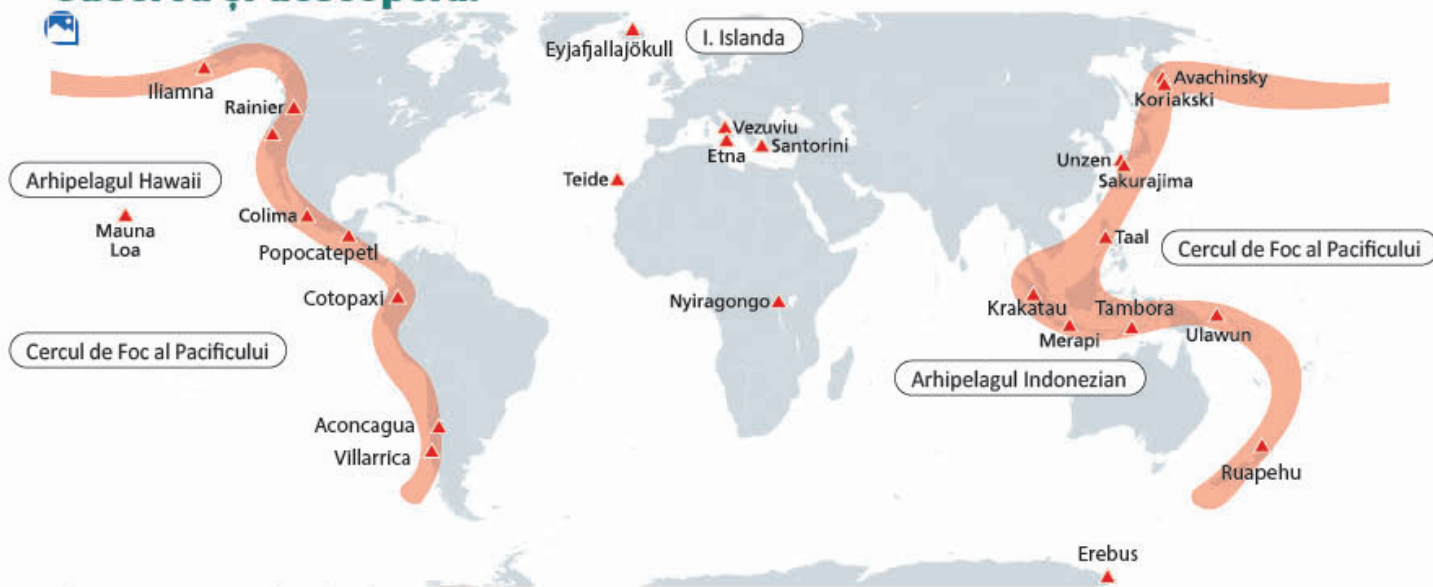 I. Islanda
Eyjafjallajökull
Avachinsky
Koriakski
Iliamna
Rainier
Vezuviu
Etna
Santorini
Unzen
Sakurajima
Teide
Arhipelagul Hawaii
Mauna
Loa
Colima
Popocatepetl
Taal
Cercul de Foc al Pacificului
Cotopaxi
Nyiragongo
Krakatau
Tambora
Merapi
Ulawun
Cercul de Foc al Pacificului
Arhipelagul Indonezian
Aconcagua
Villarrica
Ruapehu
Erebus